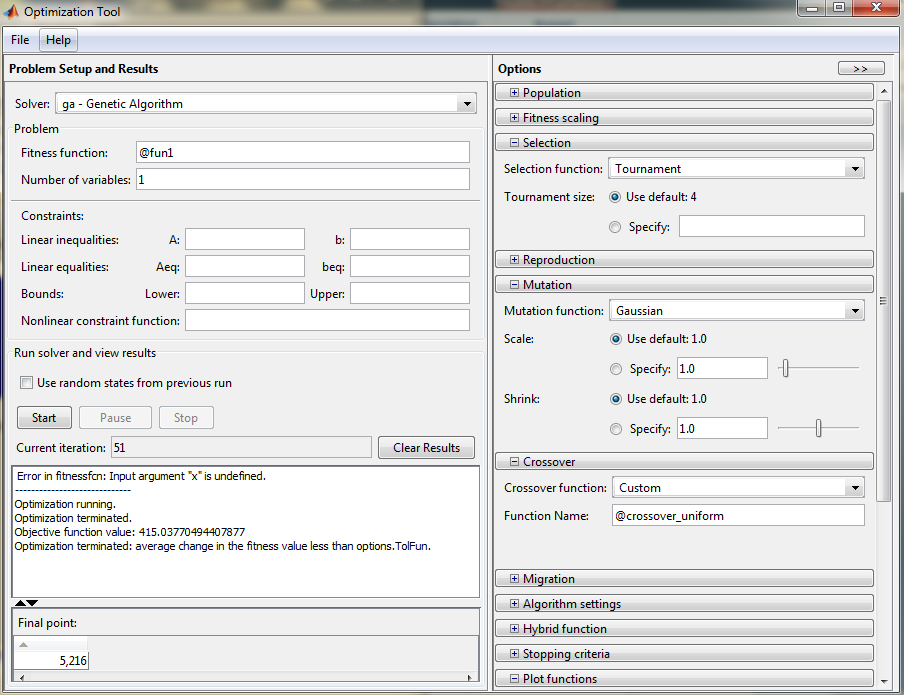 Optimization Tool
File Help
Problem Setup and Results
Solver: ga - Genetic Algorithm
Problem
Fitness function: @fun1
Number of variables: 1
Constraints:
Linear inequalities: A: b:
Linear equalities: Aeq: beq:
Bounds: Lower: Upper:
Nonlinear constraint function:
Run solver and view results
Use random states from previous run
Start Pause Stop
Current iteration: 51 Clear Results
Error in fitnessfcn: Input argument "x" is undefined.
-----------------------------
Optimization running.
Optimization terminated.
Objective function value: 415.03770494407877
Optimization terminated: average change in the fitness value less than options.TolFun.
Final point:
5,216
Options >>
Population
Fitness scaling
Selection
Selection function: Tournament
Tournament size: Use default: 4
Specify:
Reproduction
Mutation
Mutation function: Gaussian
Scale: Use default: 1.0
Specify: 1.0
Shrink: Use default: 1.0
Specify: 1.0
Crossover
Crossover function: Custom
Function Name: @crossover_uniform
Migration
Algorithm settings
Hybrid function
Stopping criteria
Plot functions